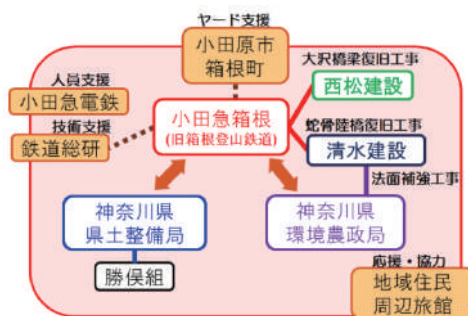 ヤード支援
小田原市
箱根町
大沢橋梁復旧工事
西松建設
人員支援
小田急電鉄
技術支援
鉄道総研
小田急箱根
(旧箱根登山鉄道)
蛇骨陸橋復旧工事
清水建設
法面補強工事
神奈川県
県土整備局
神奈川県
環境農政局
勝俣組
応援・協力
地域住民
周辺旅館